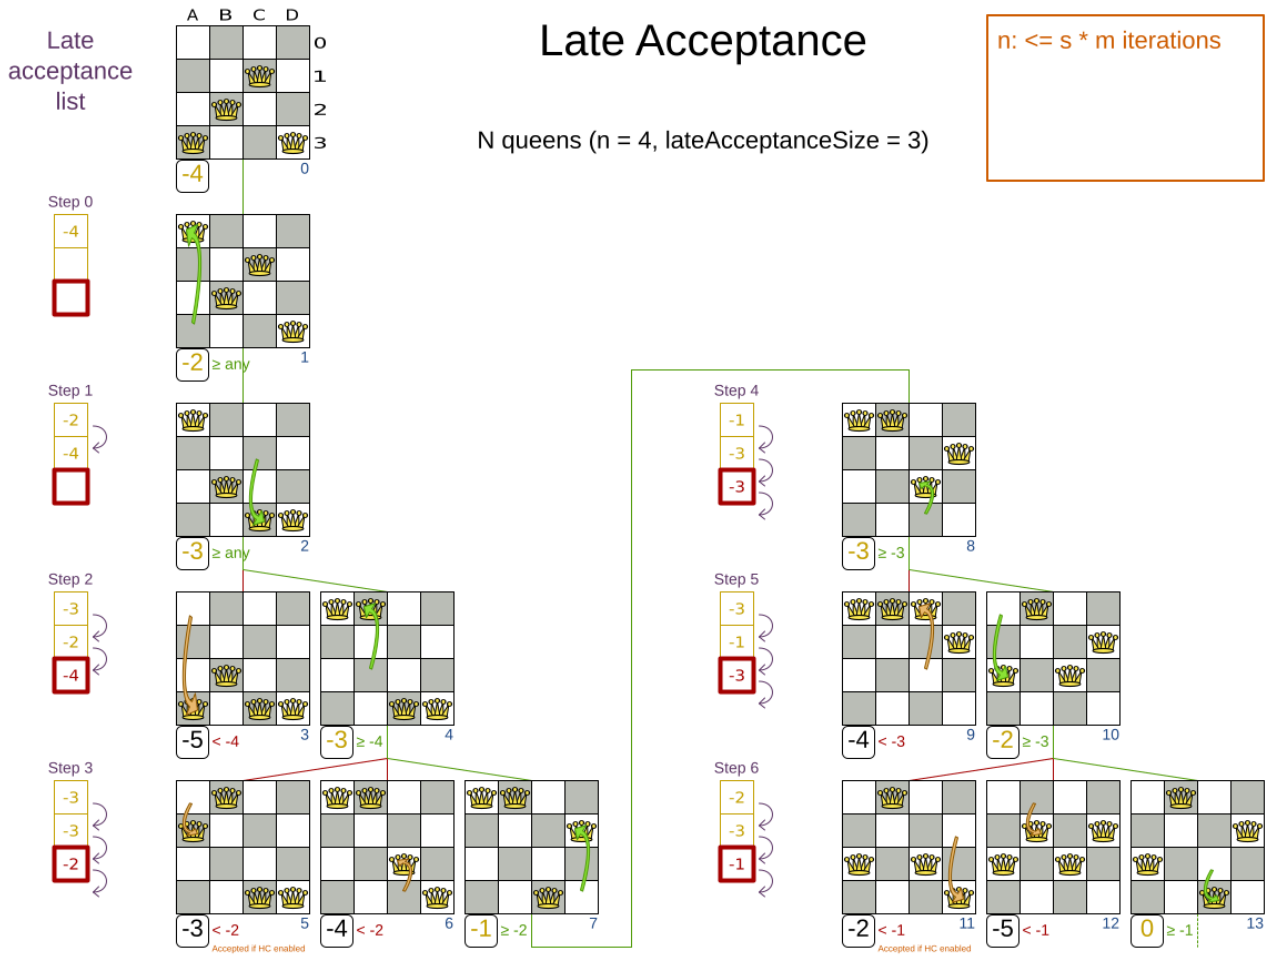 Late
acceptance
list
A B C D
0
1
2
3
-4
0
Late Acceptance
N queens (n = 4, lateAcceptanceSize = 3)
n: <= s * m iterations
Step 0
-4
-2 ≥ any
1
Step 1
-2
-4
-3 ≥ any
2
Step 2
-3
-2
-4
-5 < -4
3
-3 ≥ -4
4
Step 3
-3
-3
-2
-3 < -2
5
Accepted if HC enabled
-4 < -2
6
-1 ≥ -2
7
Step 4
-1
-3
-3
-3 ≥ -3
8
Step 5
-3
-1
-3
-4 < -3
9
-2 ≥ -3
10
Step 6
-2
-3
-1
-2 < -1
11
Accepted if HC enabled
-5 < -1
12
0 ≥ -1
13